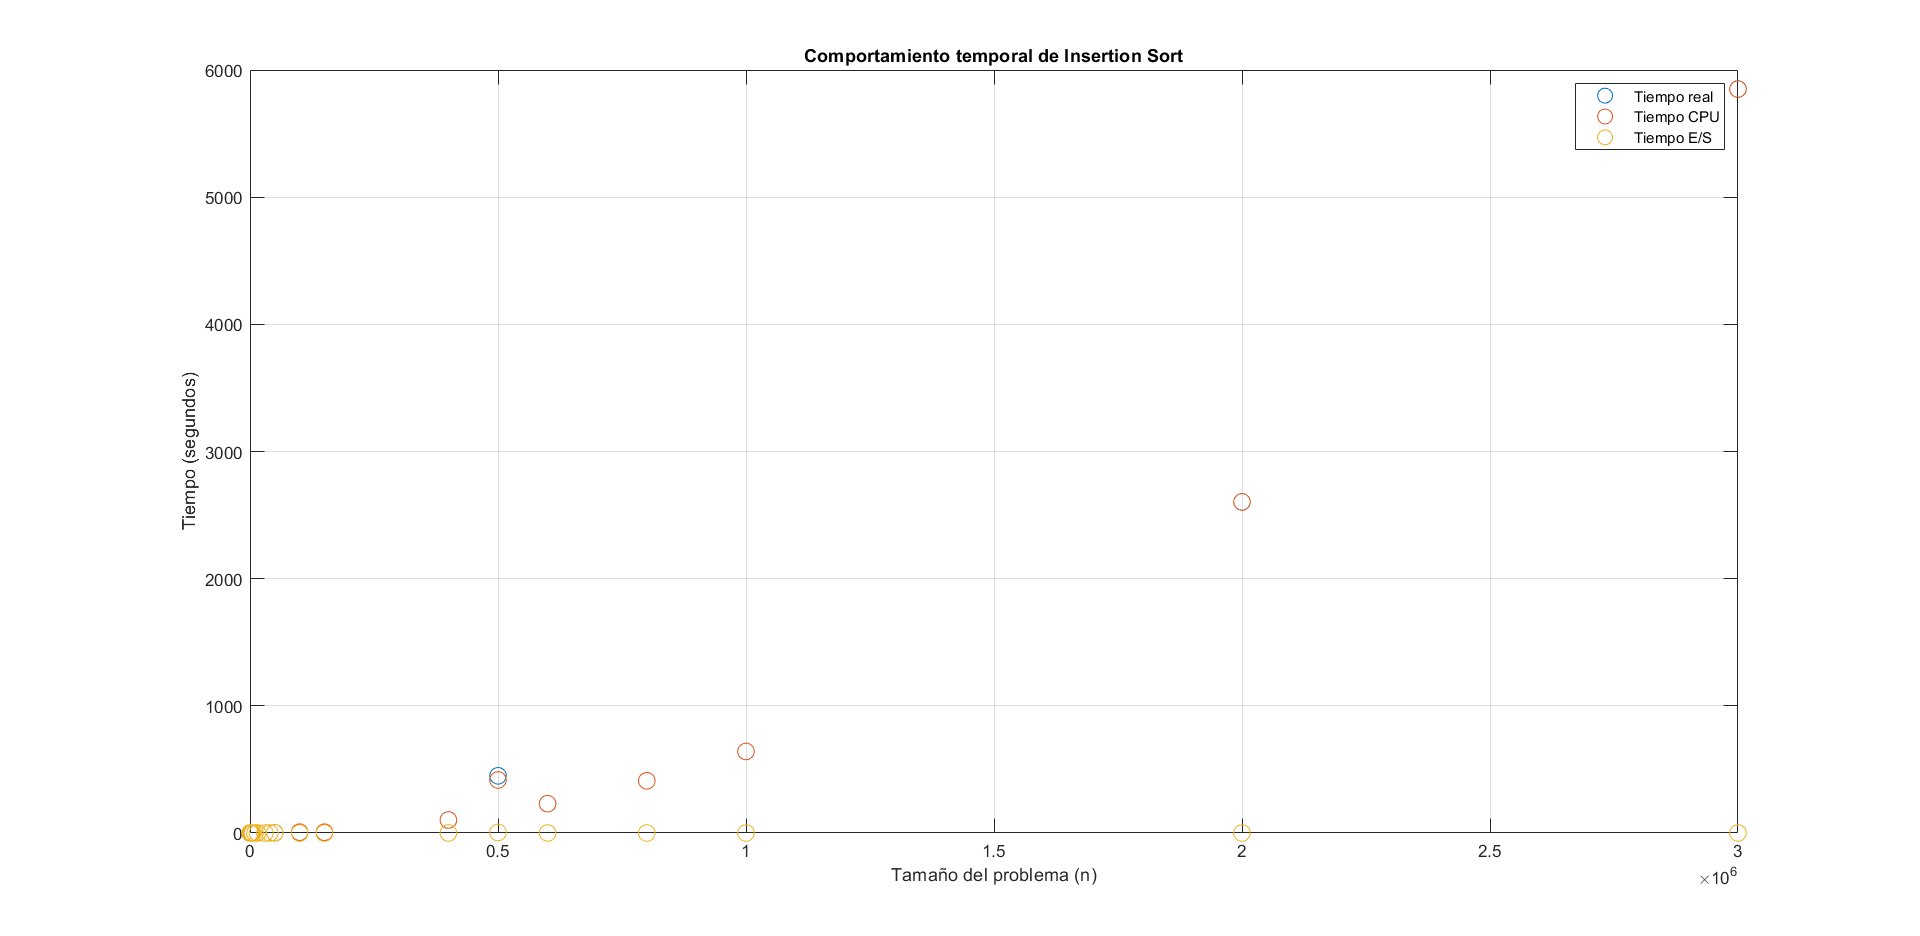 Comportamiento temporal de Insertion Sort
6000
5000
4000
3000
2000
1000
0
Tiempo (segundos)
Tiempo real
Tiempo CPU
Tiempo E/S
0 0.5 1 1.5 2 2.5 3
×10^6
Tamaño del problema (n)